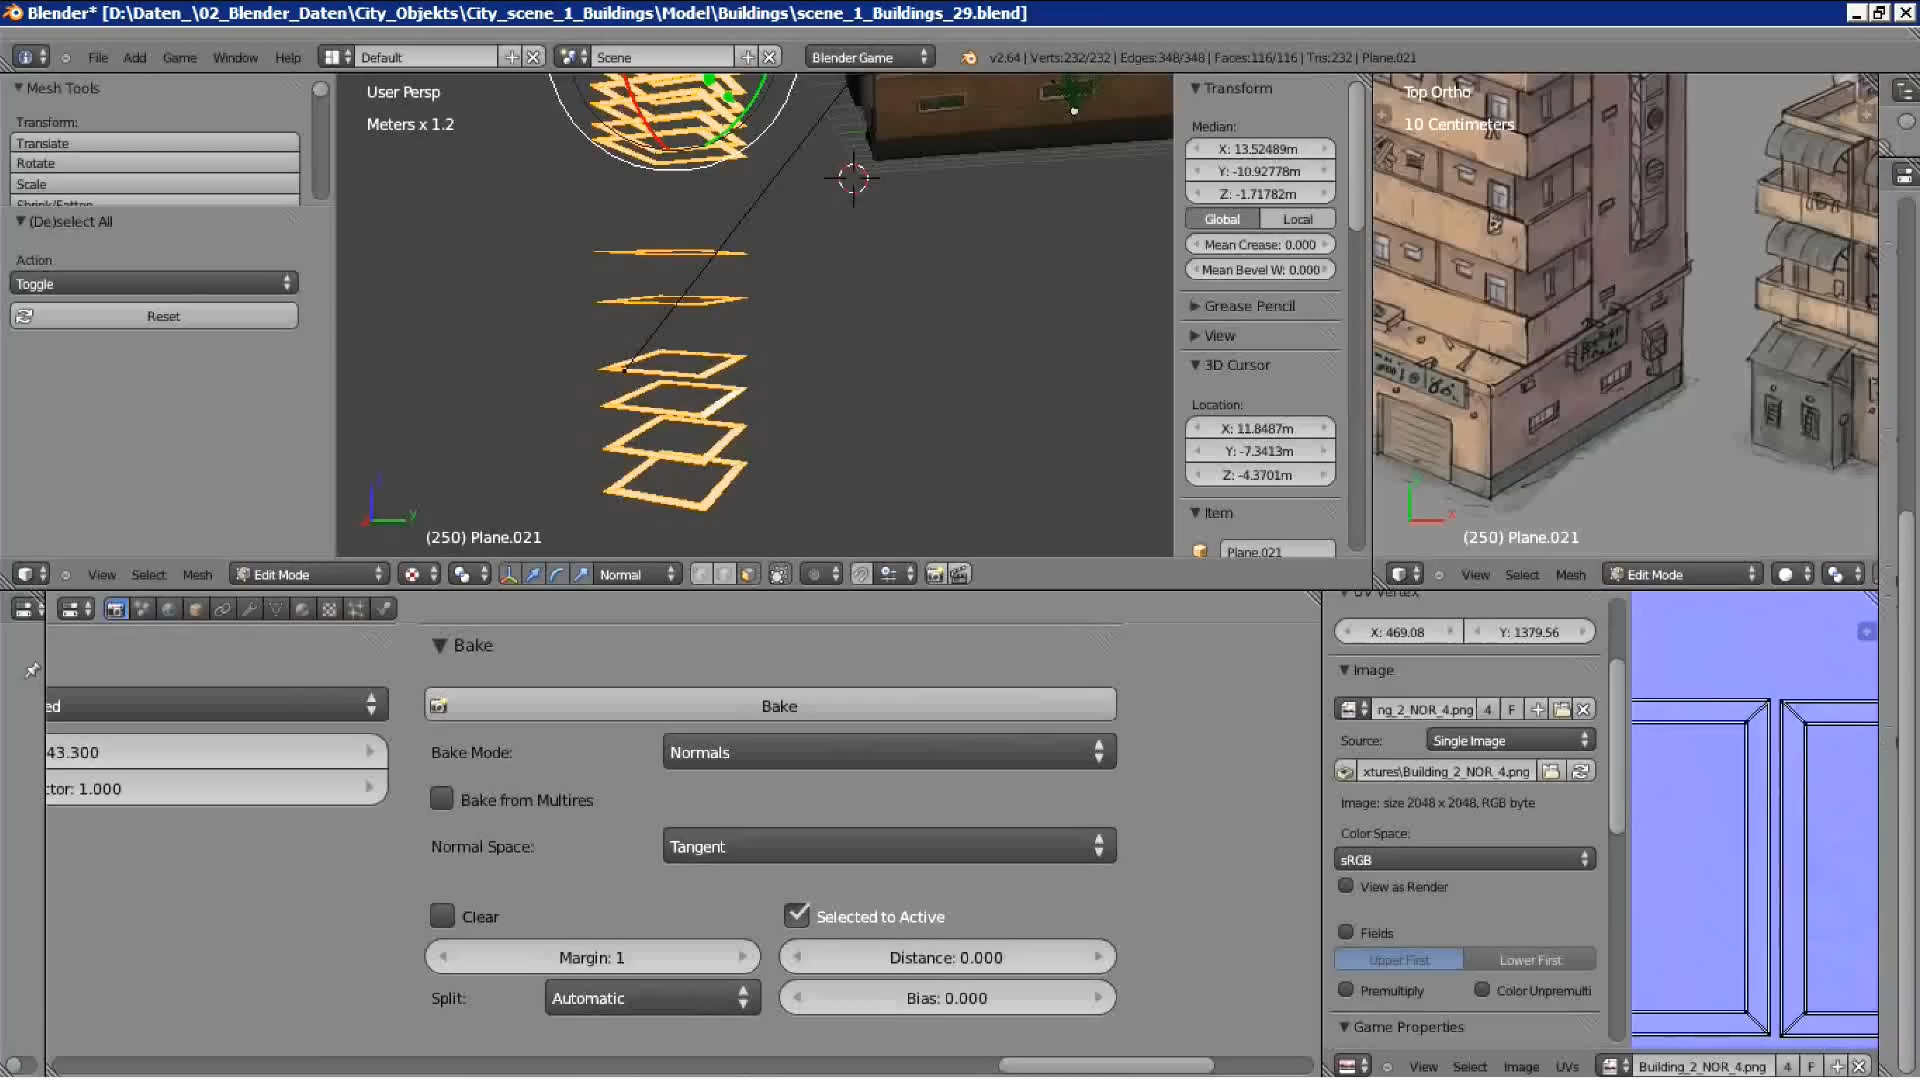 Blender* [D:\Daten_\02_Blender_Daten\City_Objekts\City_scene_1_Buildings\Model\Buildings\scene_1_Buildings_29.blend]
File Add Game Window Help Default Scene Blender Game v2.64 | Verts:232/232 | Edges:348/348 | Faces:116/116 | Tris:232 | Plane.021
Mesh Tools
Transform:
Translate
Rotate
Scale
Shrink/Fatten
(De)select All
Action
Toggle
Reset
User Persp
Meters x 1.2
(250) Plane.021
View Select Mesh Edit Mode Normal
Transform
Median:
X: 13.52489m
Y: -10.92778m
Z: -1.71782m
Global Local
Mean Crease: 0.000
Mean Bevel W: 0.000
Grease Pencil
View
3D Cursor
Location:
X: 11.8487m
Y: -7.3413m
Z: -4.3701m
Item
Plane.021
Top Ortho
10 Centimeters
(250) Plane.021
View Select Mesh Edit Mode
ed
43.300
ctor: 1.000
Bake
Bake
Bake Mode: Normals
Bake from Multires
Normal Space: Tangent
Clear Selected to Active
Margin: 1 Distance: 0.000
Split: Automatic Bias: 0.000
UV Vertex
X: 469.08 Y: 1379.56
Image
ng_2_NOR_4.png 4 F
Source: Single Image
xtures\Building_2_NOR_4.png
Image: size 2048 x 2048, RGB byte
Color Space:
sRGB
View as Render
Fields
Upper First Lower First
Premultiply Color Unpremulti
Game Properties
View Select Image UVs Building_2_NOR_4.png 4 F